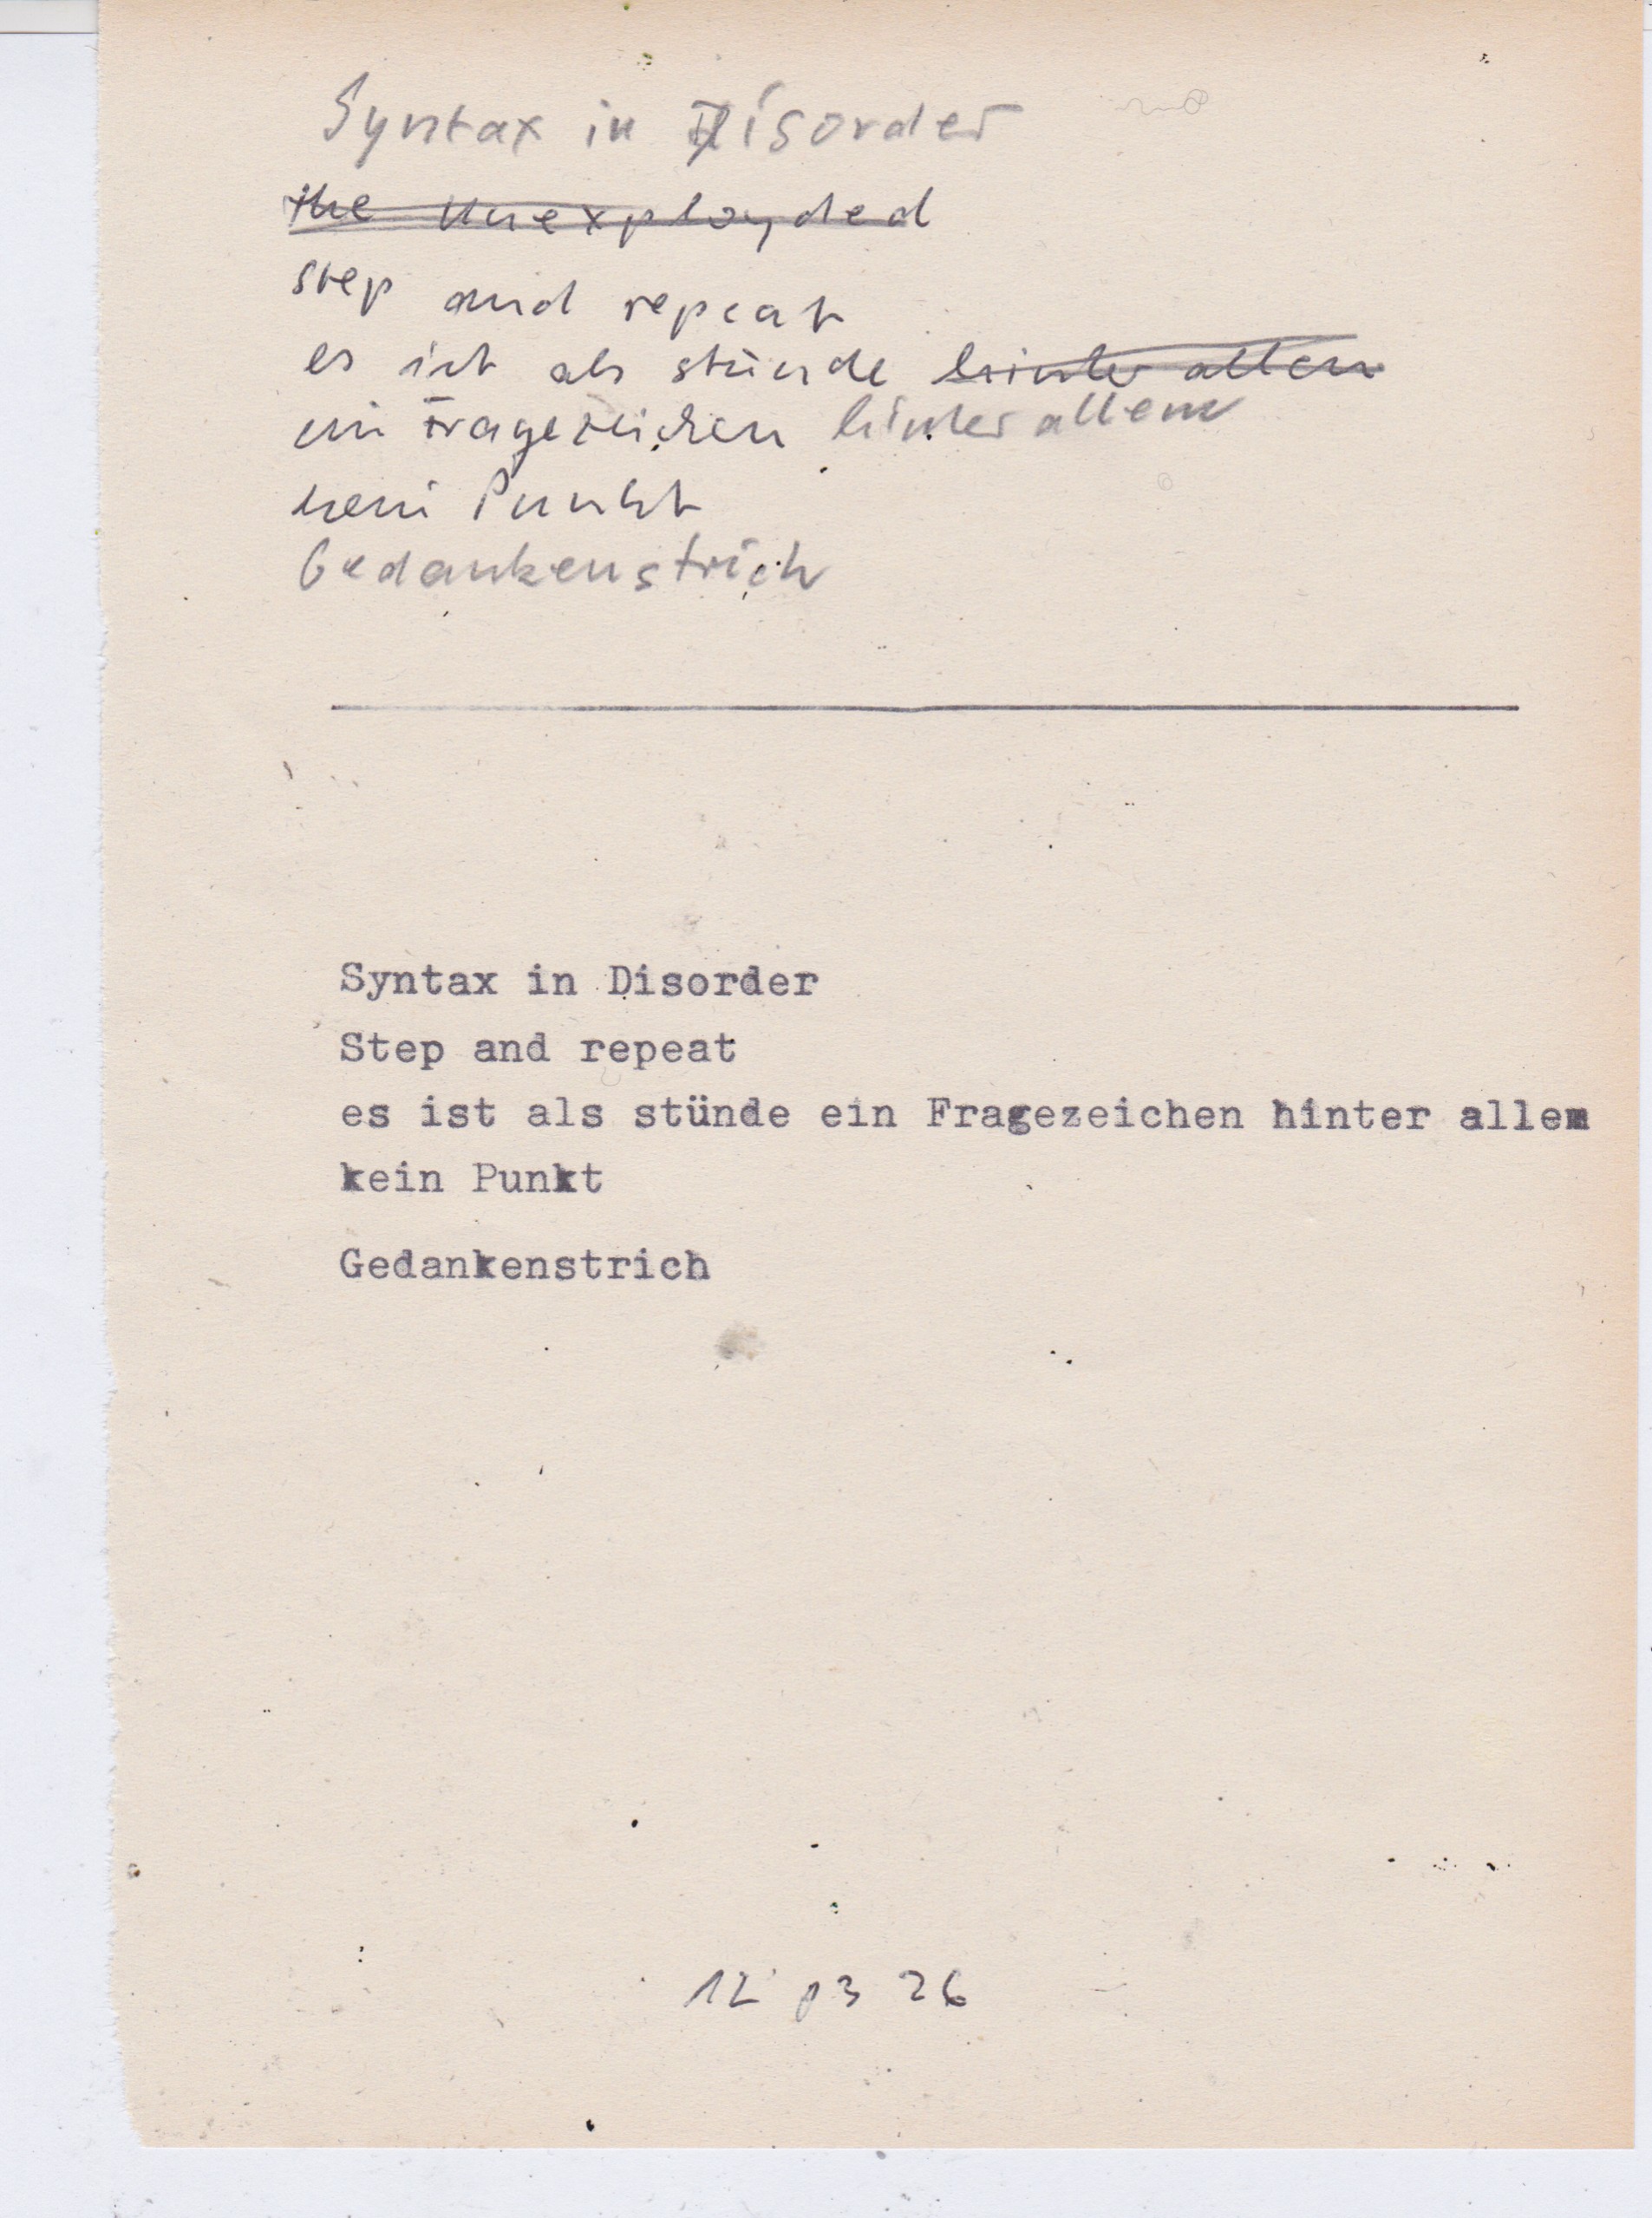 Syntax in Disorder
the Unexployded
step and repeat
es ist als stünde hinter allem
ein Fragezeichen hinter allem
kein Punkt
Gedankenstrich
Syntax in Disorder
Step and repeat
es ist als stünde ein Fragezeichen hinter allem
kein Punkt
Gedankenstrich
12 03 26